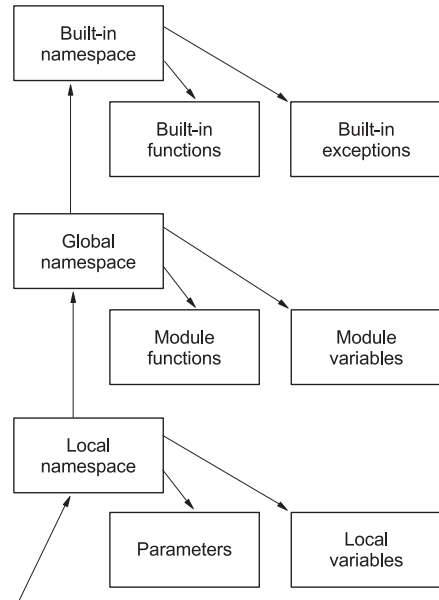 Built-in
namespace
Built-in
functions
Built-in
exceptions
Global
namespace
Module
functions
Module
variables
Local
namespace
Parameters
Local
variables